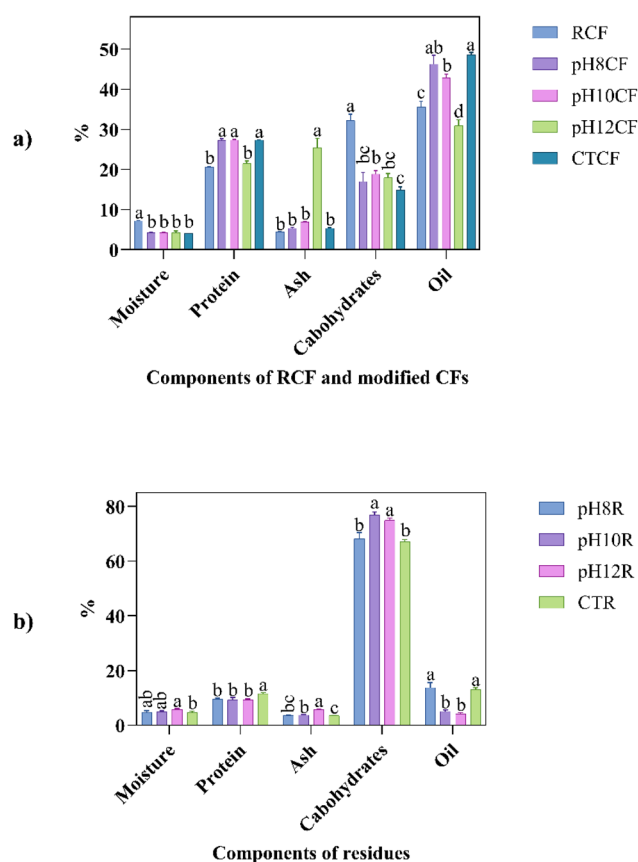 a)
%
50
40
30
20
10
0
a b b b b
b a a b a
b b b a b
a bc b bc c
c ab b d a
Moisture
Protein
Ash
Cabohydrates
Oil
Components of RCF and modified CFs
RCF
pH8CF
pH10CF
pH12CF
CTCF
b)
%
80
60
40
20
0
ab ab a b
b b b a
bc b a c
b a a b
a b b a
Moisture
Protein
Ash
Cabohydrates
Oil
Components of residues
pH8R
pH10R
pH12R
CTR